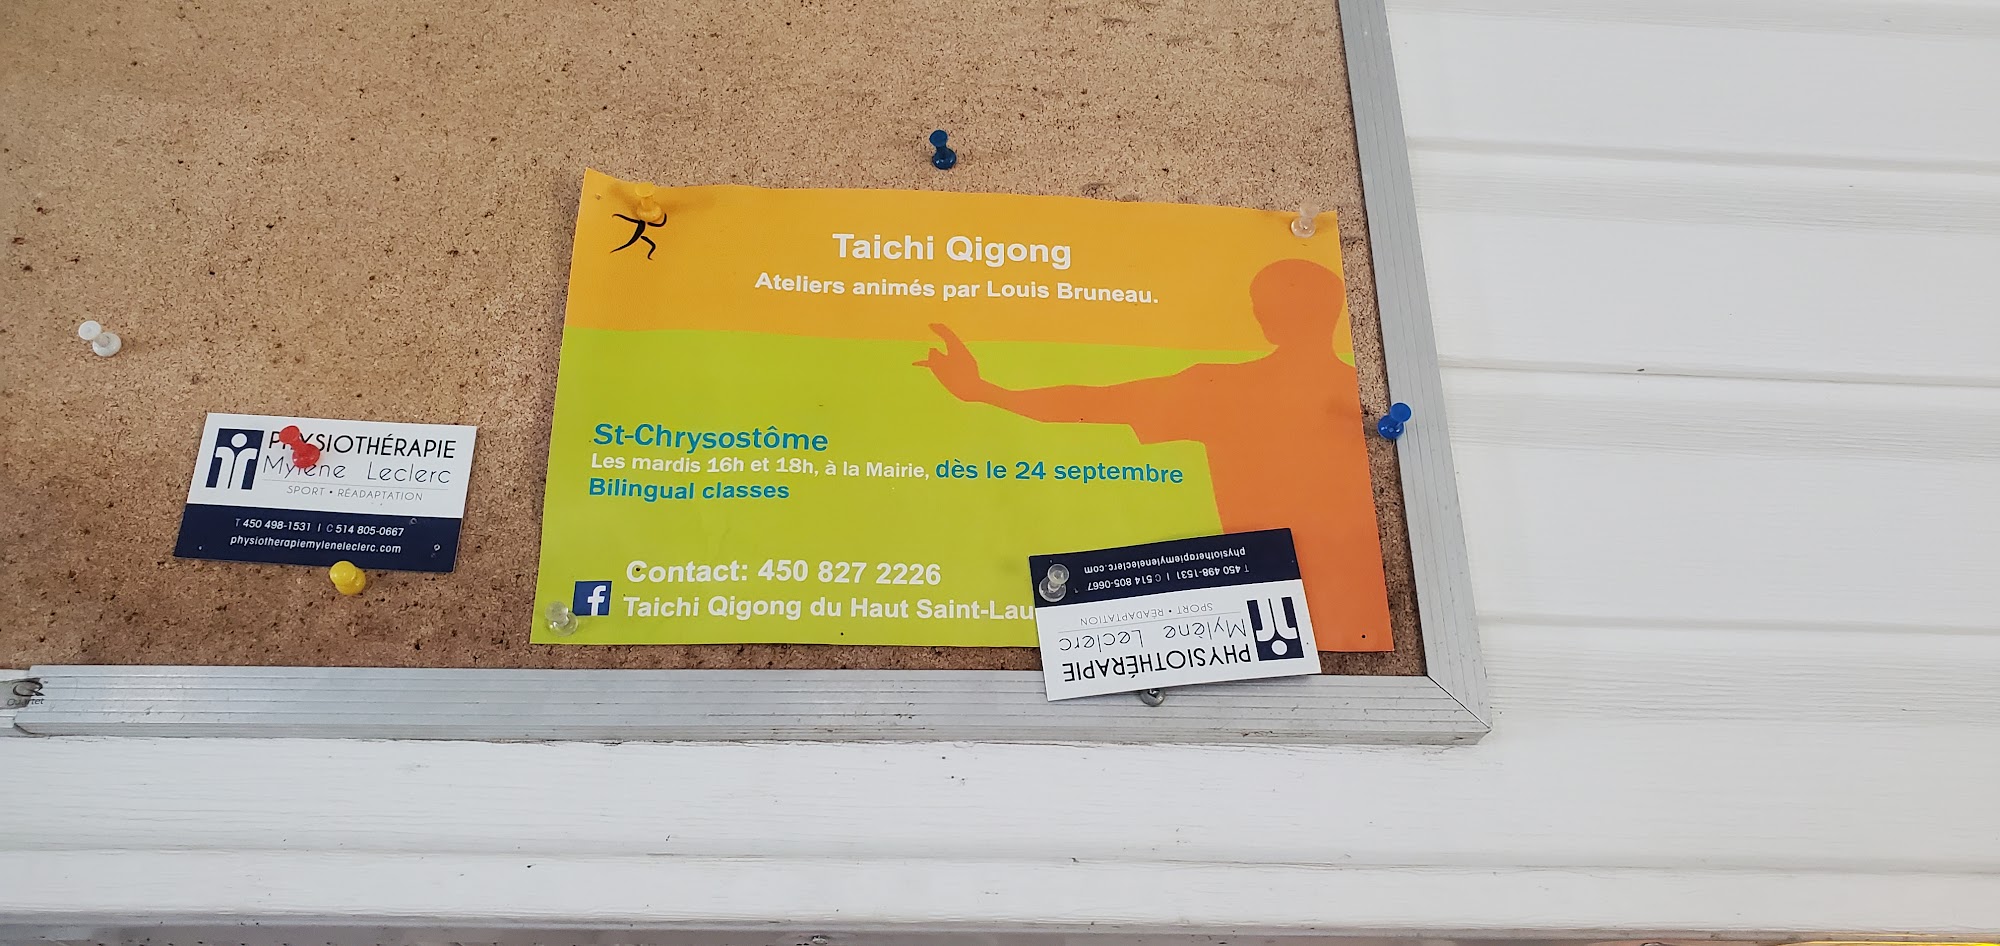 Taichi Qigong
Ateliers animés par Louis Bruneau.
St-Chrysostôme
Les mardis 16h et 18h, à la Mairie, dès le 24 septembre
Bilingual classes
Contact: 450 827 2226
f
Taichi Qigong du Haut Saint-Lau
PHYSIOTHÉRAPIE
Mylène Leclerc
SPORT • RÉADAPTATION
T 450 498-1531 | C 514 805-0667
physiotherapiemyleneleclerc.com
PHYSIOTHÉRAPIE
Mylène Leclerc
SPORT • RÉADAPTATION
T 450 498-1531 | C 514 805-0667
physiotherapiemyleneleclerc.com
Quartet